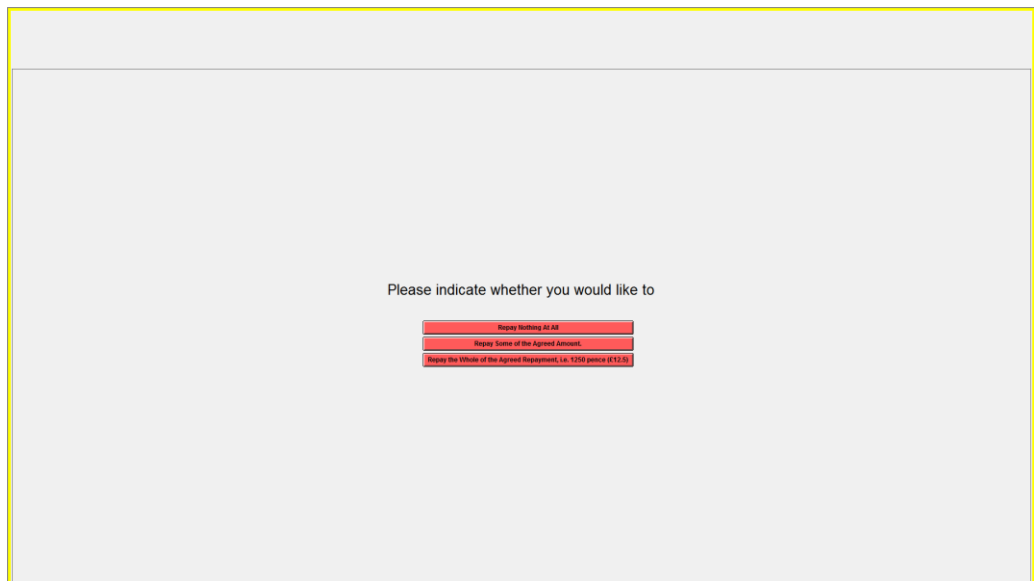 Please indicate whether you would like to
Repay Nothing At All
Repay Some of the Agreed Amount.
Repay the Whole of the Agreed Repayment, i.e. 1250 pence (£12.5)